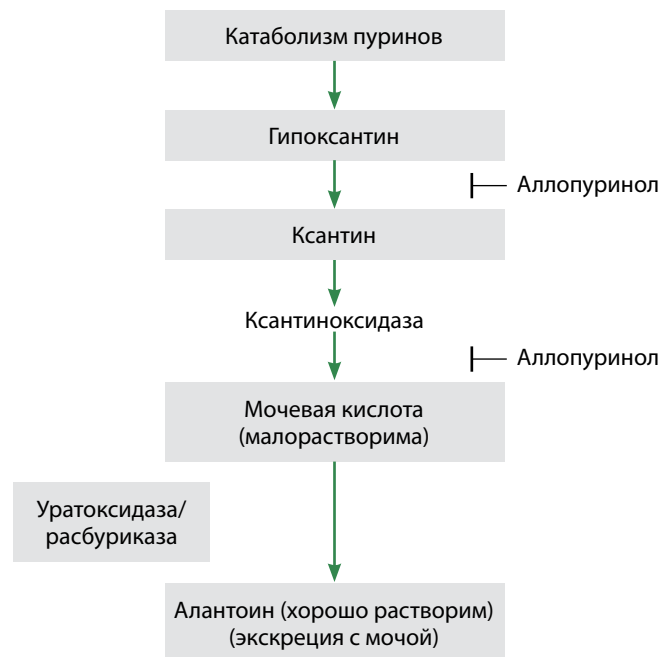 Катаболизм пуринов
Гипоксантин
Аллопуринол
Ксантин
Ксантиноксидаза
Аллопуринол
Мочевая кислота
(малорастворима)
Уратоксидаза/
расбуриказа
Алантоин (хорошо растворим)
(экскреция с мочой)